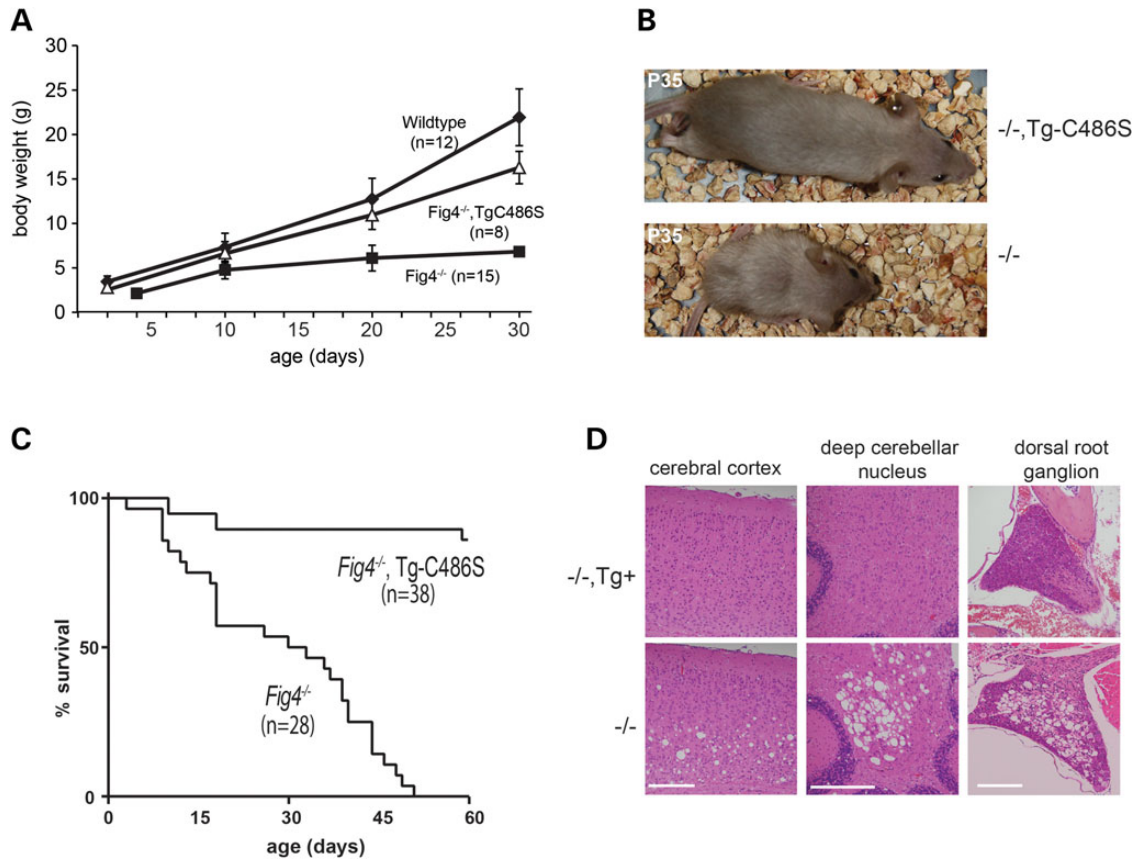 A
30
25
20
15
10
5
0
body weight (g)
Wildtype
(n=12)
Fig4-/-,TgC486S
(n=8)
Fig4-/- (n=15)
5
10
20
30
age (days)
B
P35
-/-,Tg-C486S
P35
-/-
C
100
50
0
% survival
Fig4-/-, Tg-C486S
(n=38)
Fig4-/-
(n=28)
0
15
30
45
60
age (days)
D
cerebral cortex
deep cerebellar
nucleus
dorsal root
ganglion
-/-,Tg+
-/-